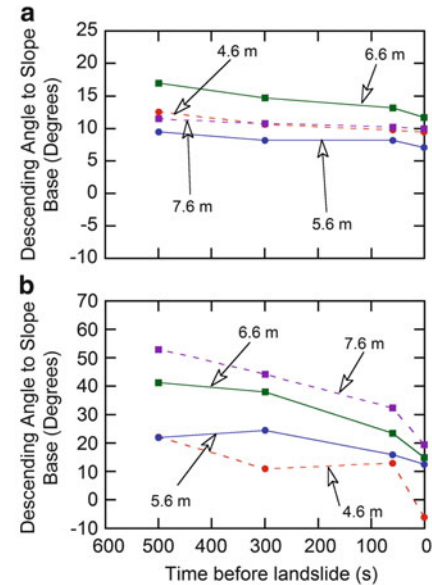 a
25
20
15
10
5
0
-5
-10
4.6 m
6.6 m
7.6 m
5.6 m
Descending Angle to Slope
Base (Degrees)
b
70
60
50
40
30
20
10
0
-10
6.6 m
7.6 m
5.6 m
4.6 m
Descending Angle to Slope
Base (Degrees)
600 500 400 300 200 100 0
Time before landslide (s)